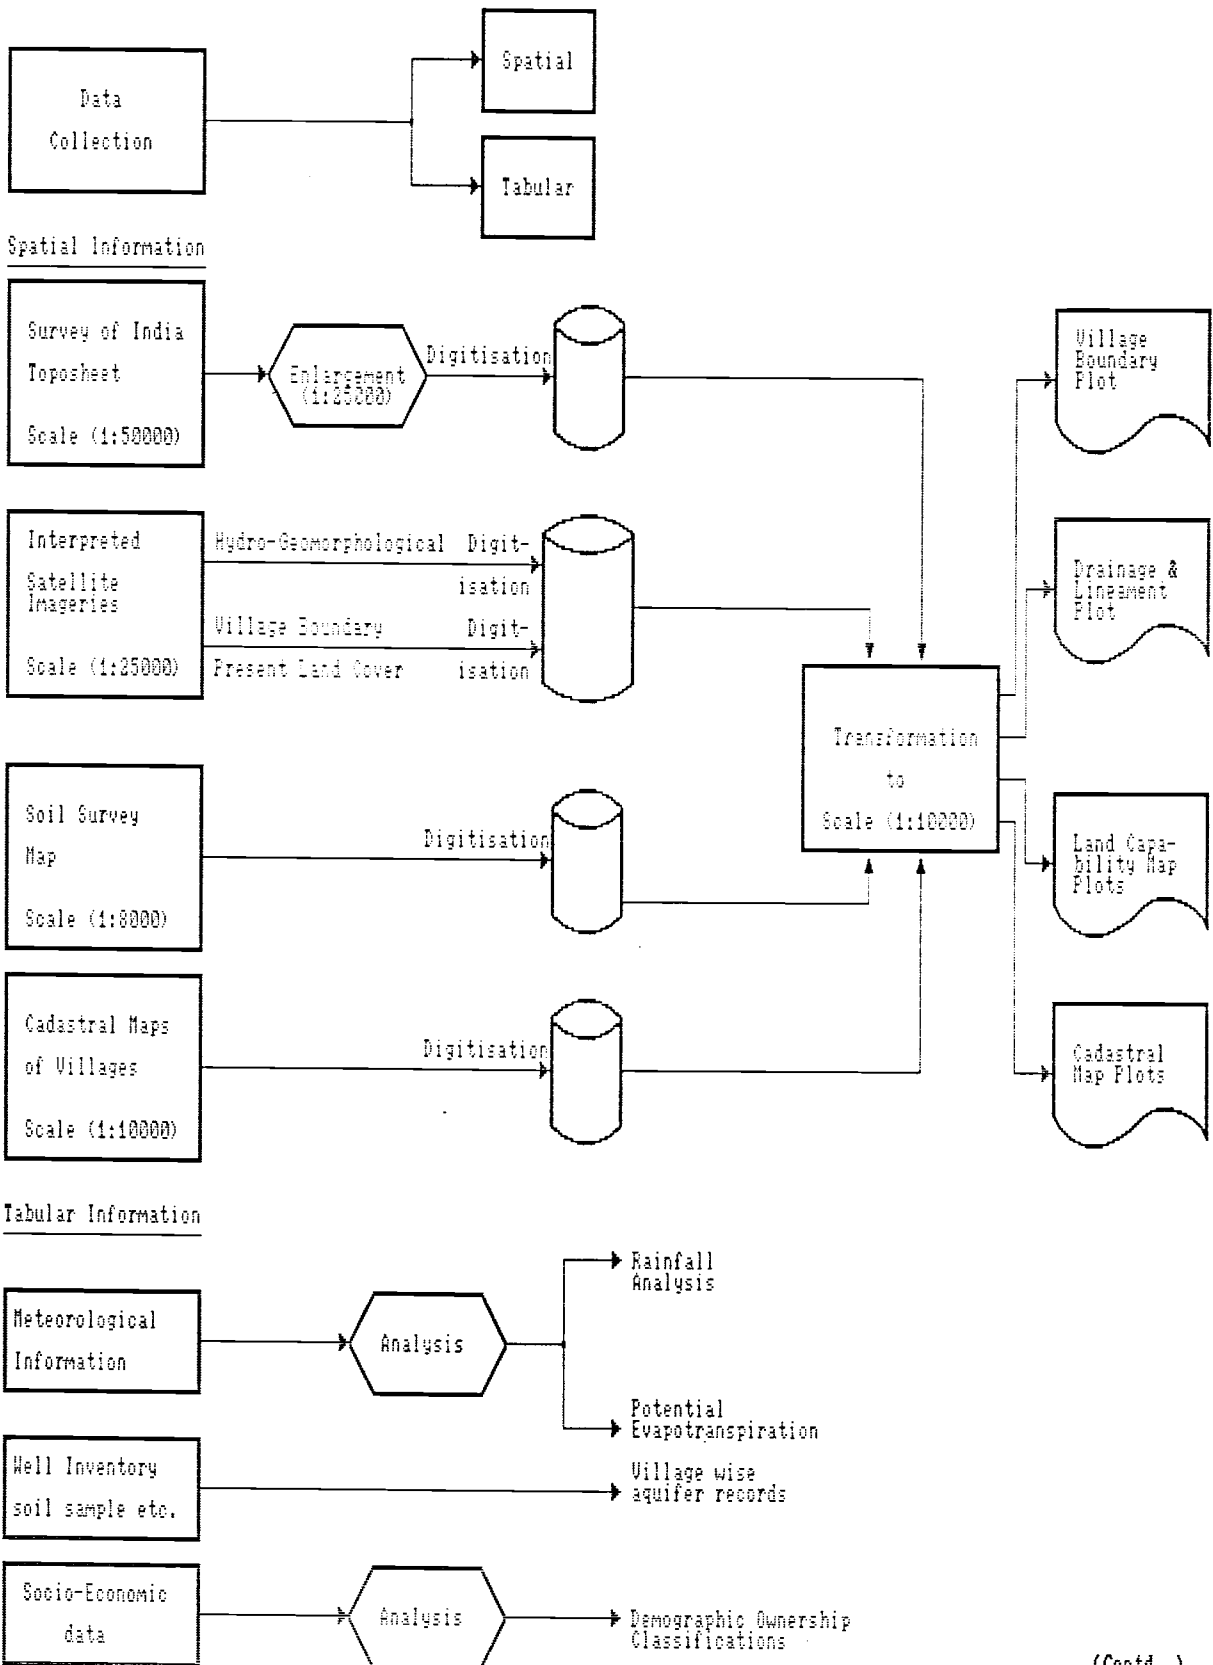 Data
Collection
Spatial
Tabular
Spatial Information
Survey of India
Toposheet
Scale (1:50000)
Enlargement
(1:25000)
Digitisation
Village
Boundary
Plot
Interpreted
Satellite
Imageries
Scale (1:25000)
Hydro-Geomorphological
Digit-
isation
Village Boundary
Present Land Cover
Digit-
isation
Drainage &
Lineament
Plot
Transformation
to
Scale (1:10000)
Soil Survey
Map
Scale (1:8000)
Digitisation
Land Capa-
bility Map
Plots
Cadastral Maps
of Villages
Scale (1:10000)
Digitisation
Cadastral
Map Plots
Tabular Information
Meteorological
Information
Analysis
Rainfall
Analysis
Potential
Evapotranspiration
Well Inventory
soil sample etc.
Village wise
aquifer records
Socio-Economic
data
Analysis
Demographic Ownership
Classifications
(Contd..)